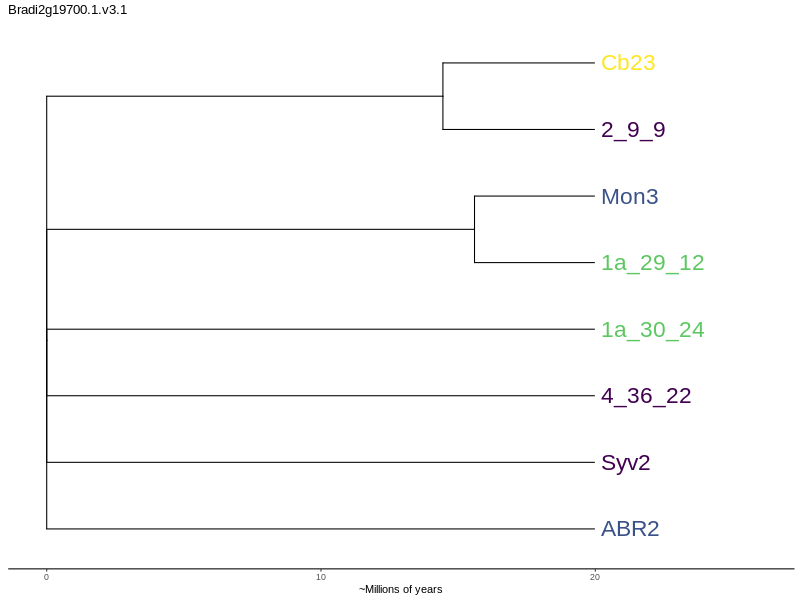 Bradi2g19700.1.v3.1
Cb23
2_9_9
Mon3
1a_29_12
1a_30_24
4_36_22
Syv2
ABR2
0 10 20
~Millions of years